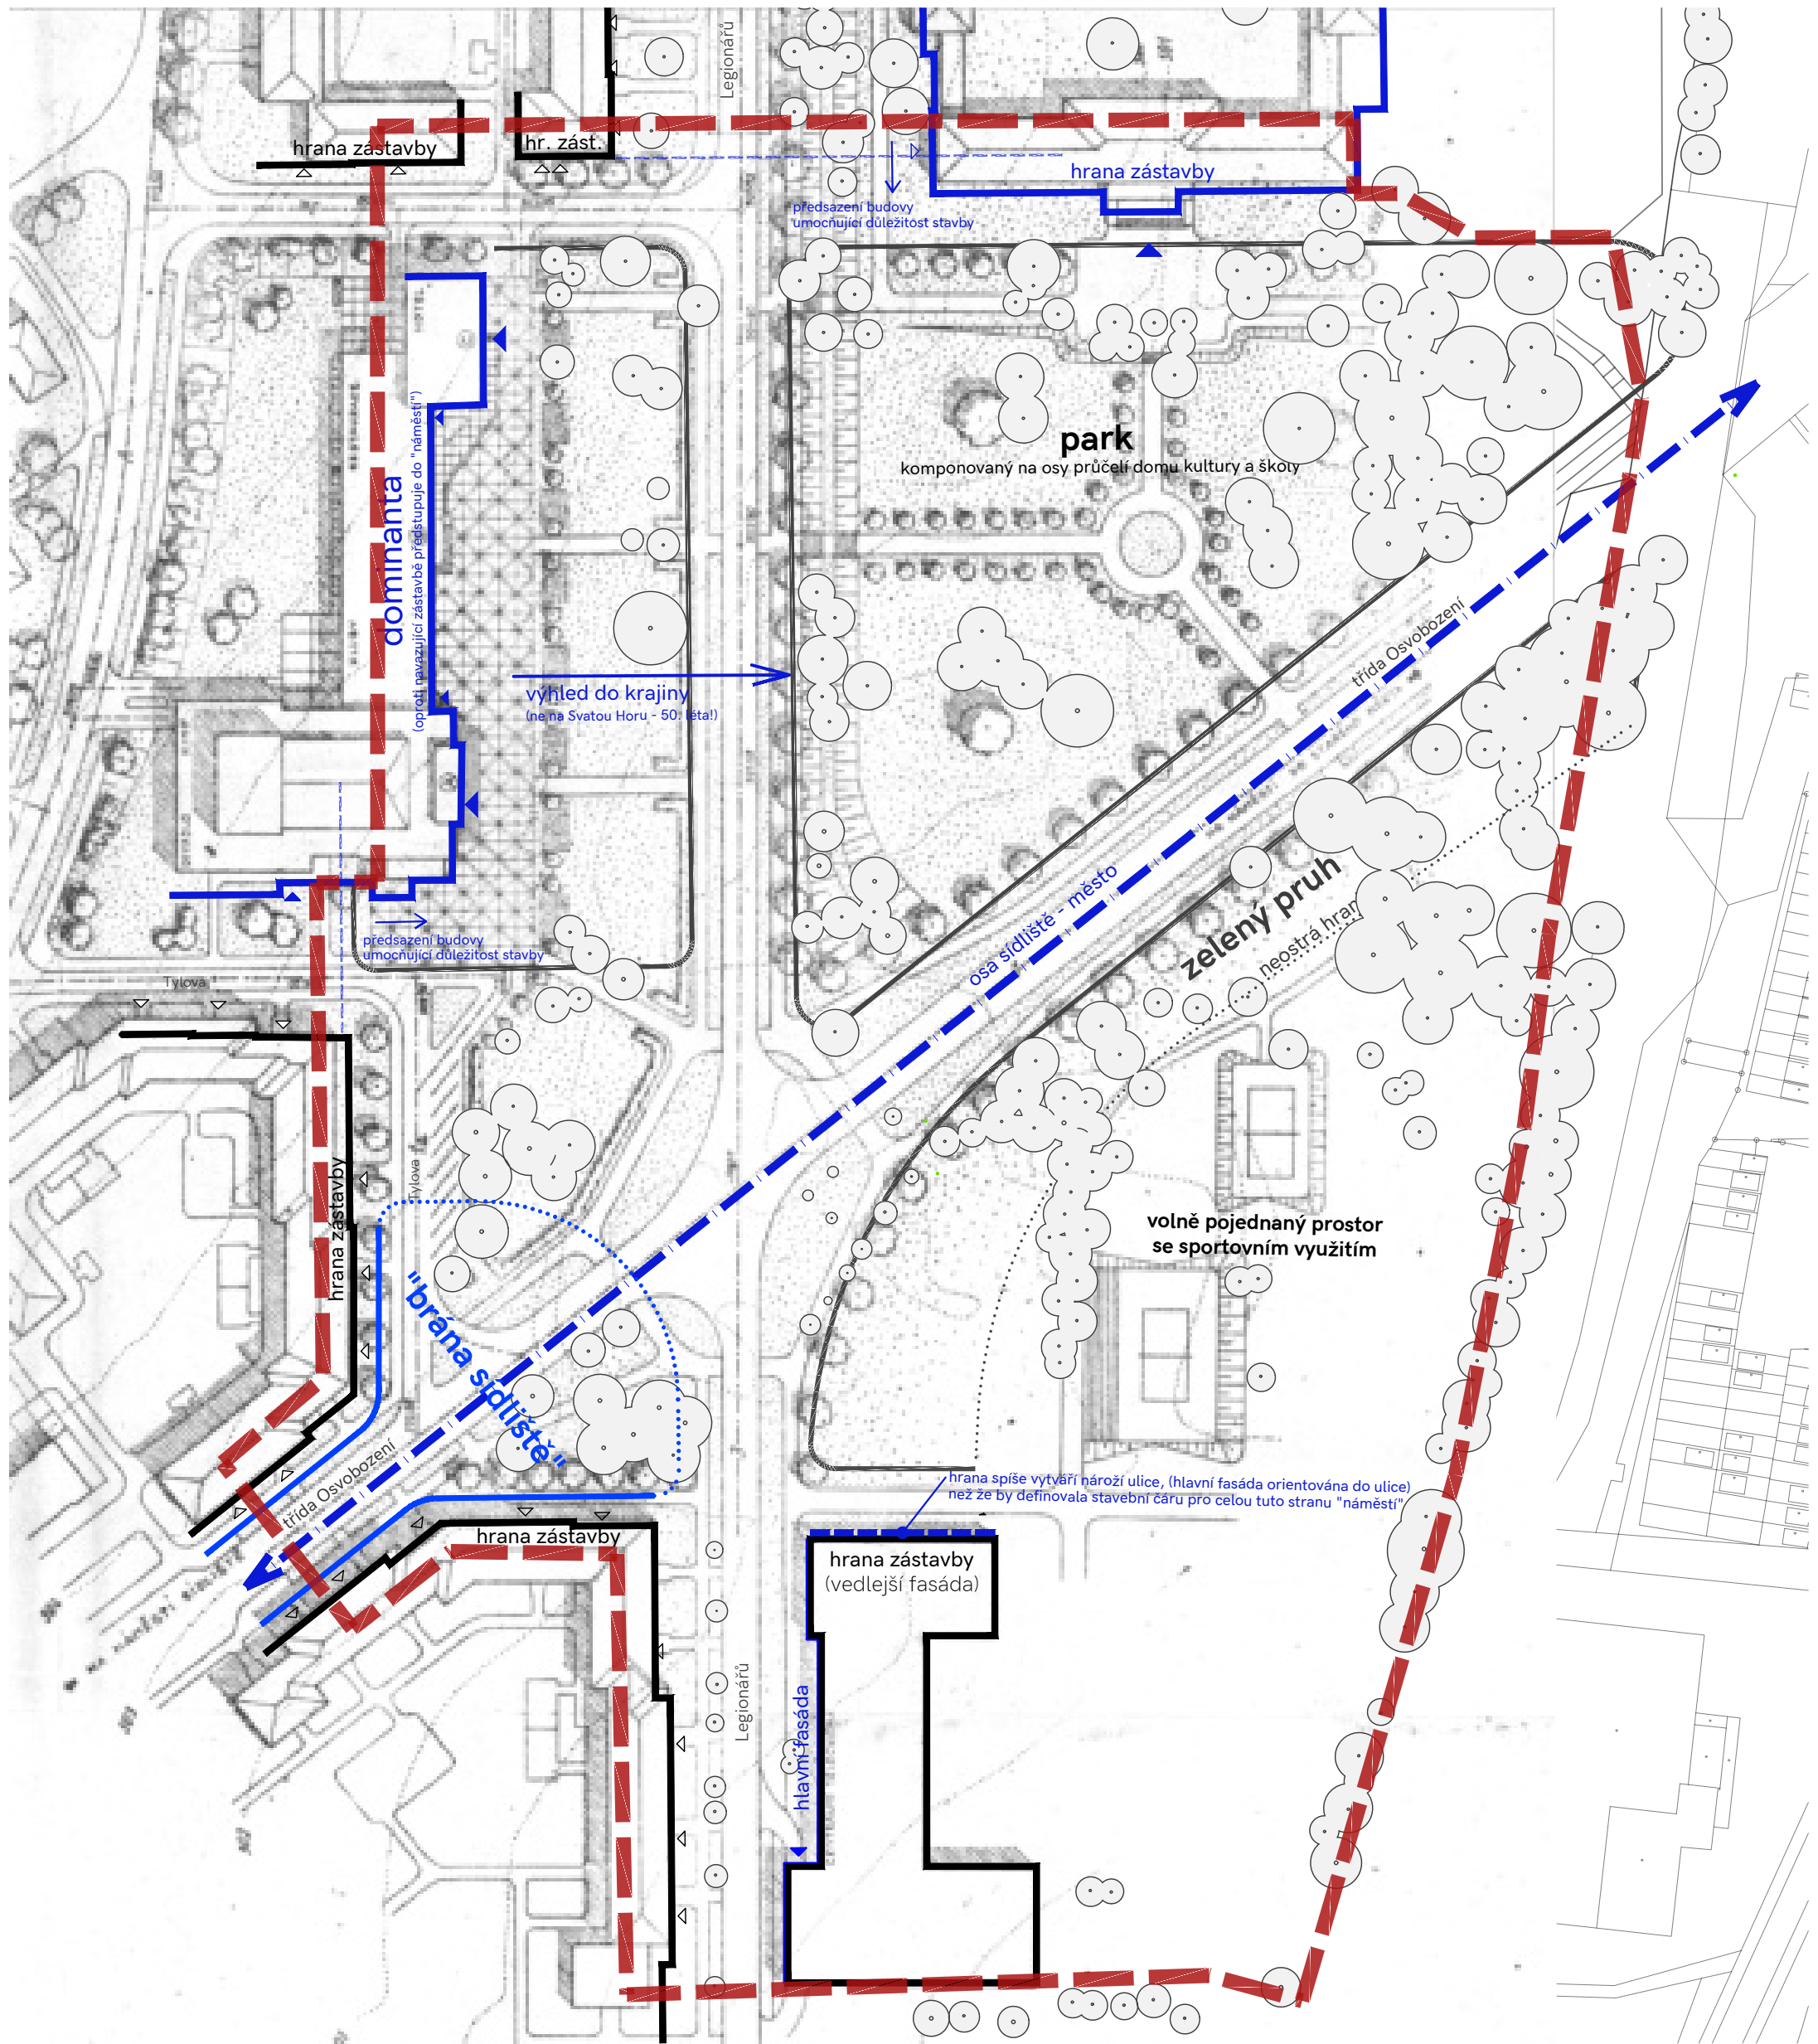 Legionářů
hrana zástavby
hr. zást.
hrana zástavby
předsazení budovy
umocňující důležitost stavby
dominanta
(oproti navazující zástavbě předstupuje do "náměstí")
park
komponovaný na osy průčelí domu kultury a školy
výhled do krajiny
(ne na Svatou Horu - 50. léta!)
třída Osvobození
osa sídliště - město
zelený pruh
neostrá hran
předsazení budovy
umocňující důležitost stavby
Tylova
Tylova
hrana zástavby
"brána sídliště"
volně pojednaný prostor
se sportovním využitím
třída Osvobození
hrana zástavby
hrana spíše vytváří nároží ulice, (hlavní fasáda orientována do ulice)
než že by definovala stavební čáru pro celou tuto stranu "náměstí"
hrana zástavby
(vedlejší fasáda)
Legionářů
hlavní fasáda